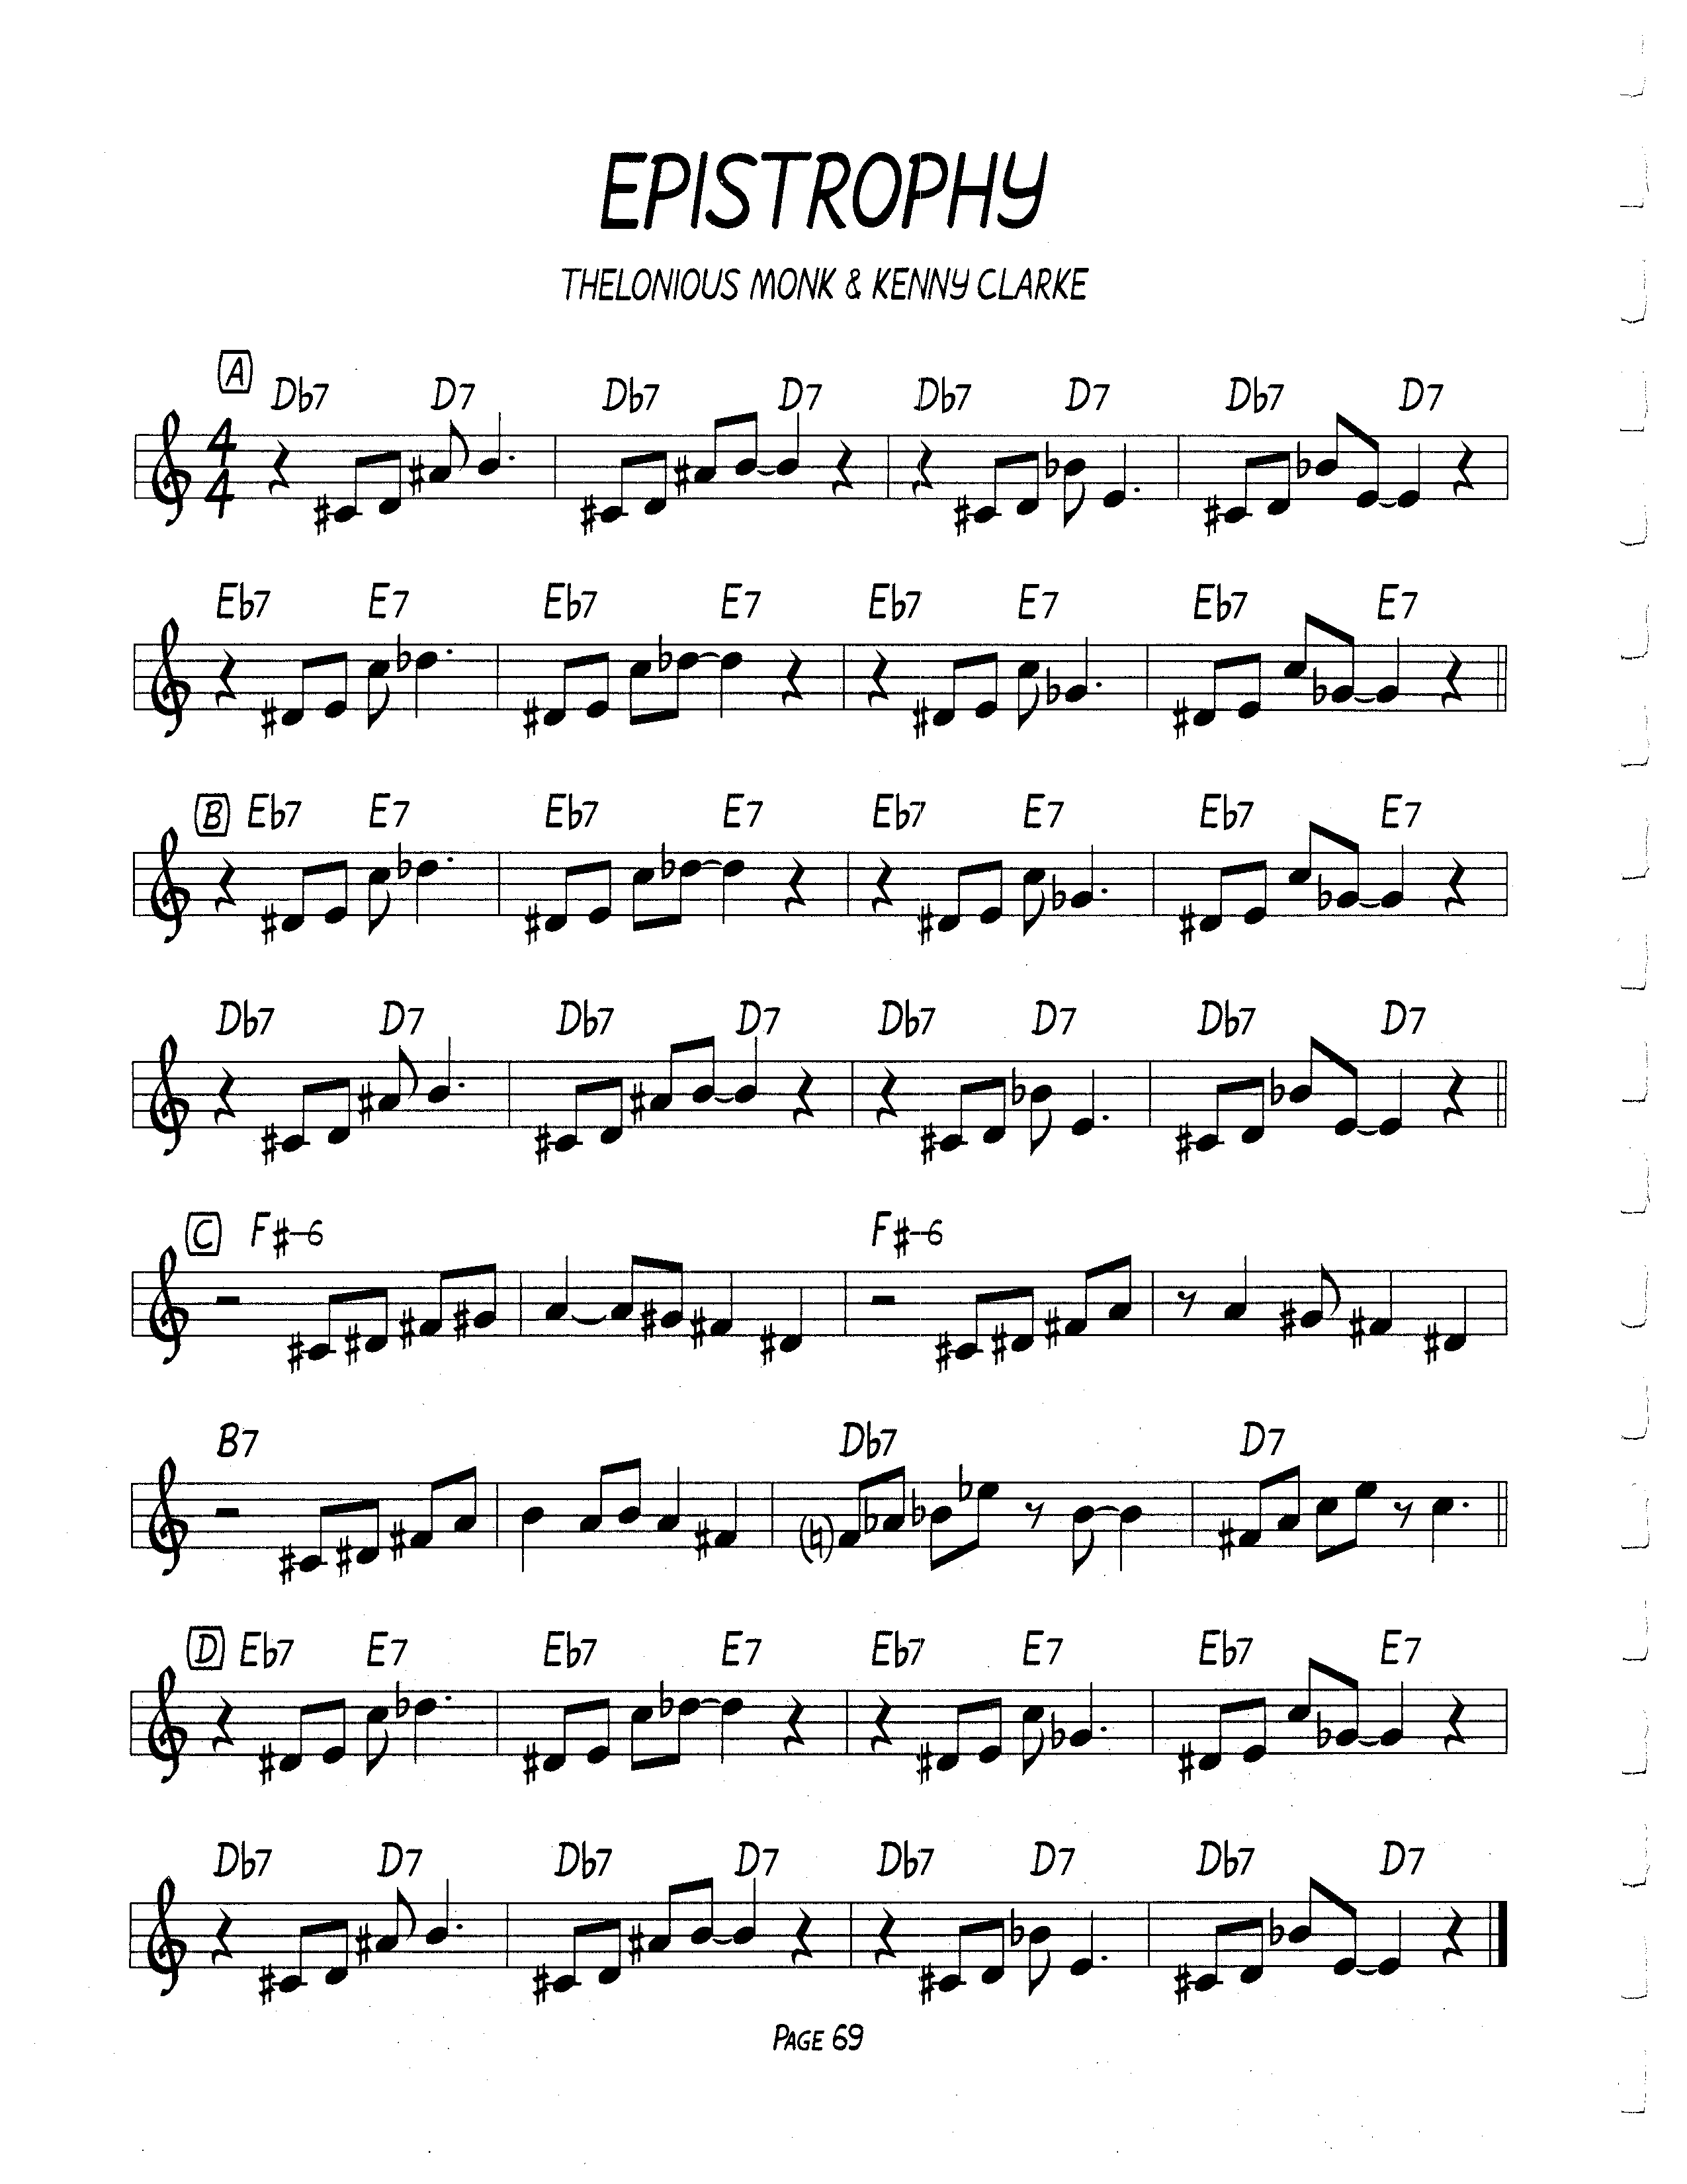 EPISTROPHY
THELONIOUS MONK & KENNY CLARKE
A
Db7 D7 Db7 D7 Db7 D7 Db7 D7
4
4
Eb7 E7 Eb7 E7 Eb7 E7 Eb7 E7
B Eb7 E7 Eb7 E7 Eb7 E7 Eb7 E7
Db7 D7 Db7 D7 Db7 D7 Db7 D7
C F#-6 F#-6
B7 Db7 D7
D Eb7 E7 Eb7 E7 Eb7 E7 Eb7 E7
Db7 D7 Db7 D7 Db7 D7 Db7 D7
PAGE 69